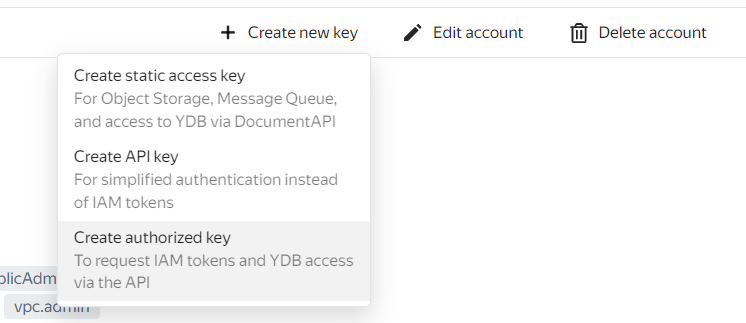 Create new key
Edit account
Delete account
Create static access key
For Object Storage, Message Queue,
and access to YDB via DocumentAPI
Create API key
For simplified authentication instead
of IAM tokens
Create authorized key
To request IAM tokens and YDB access
via the API
blicAdm
vpc.admin